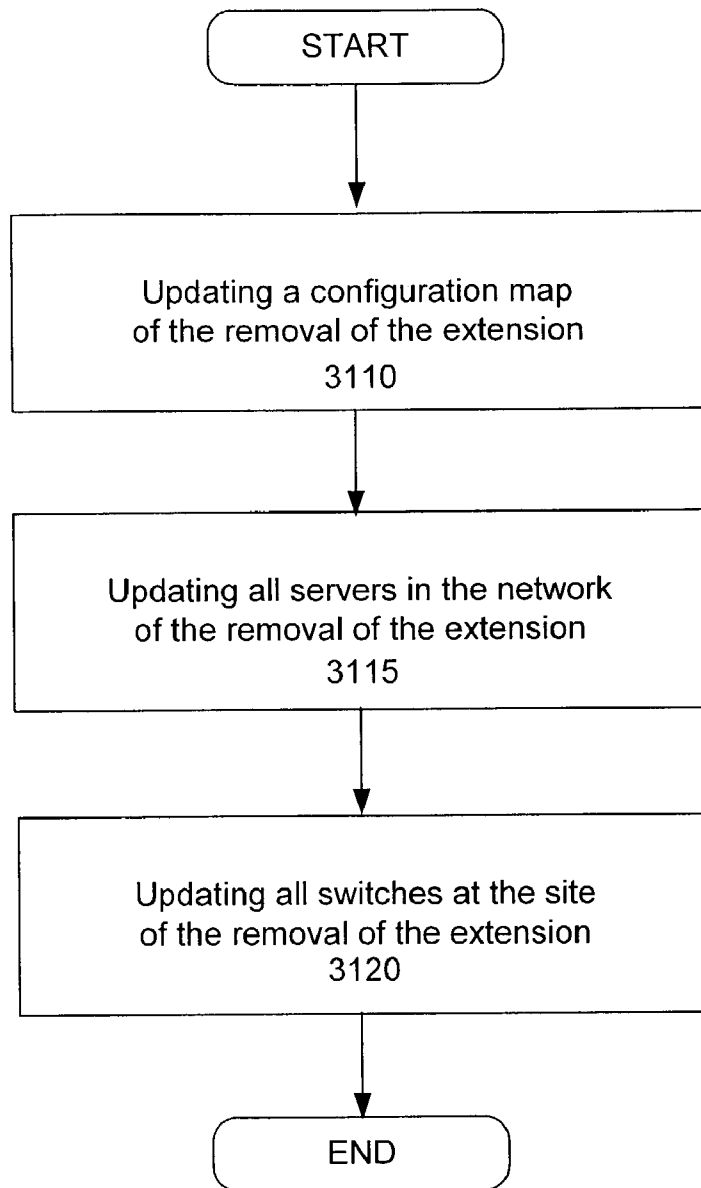 START
Updating a configuration map
of the removal of the extension
3110
Updating all servers in the network
of the removal of the extension
3115
Updating all switches at the site
of the removal of the extension
3120
END